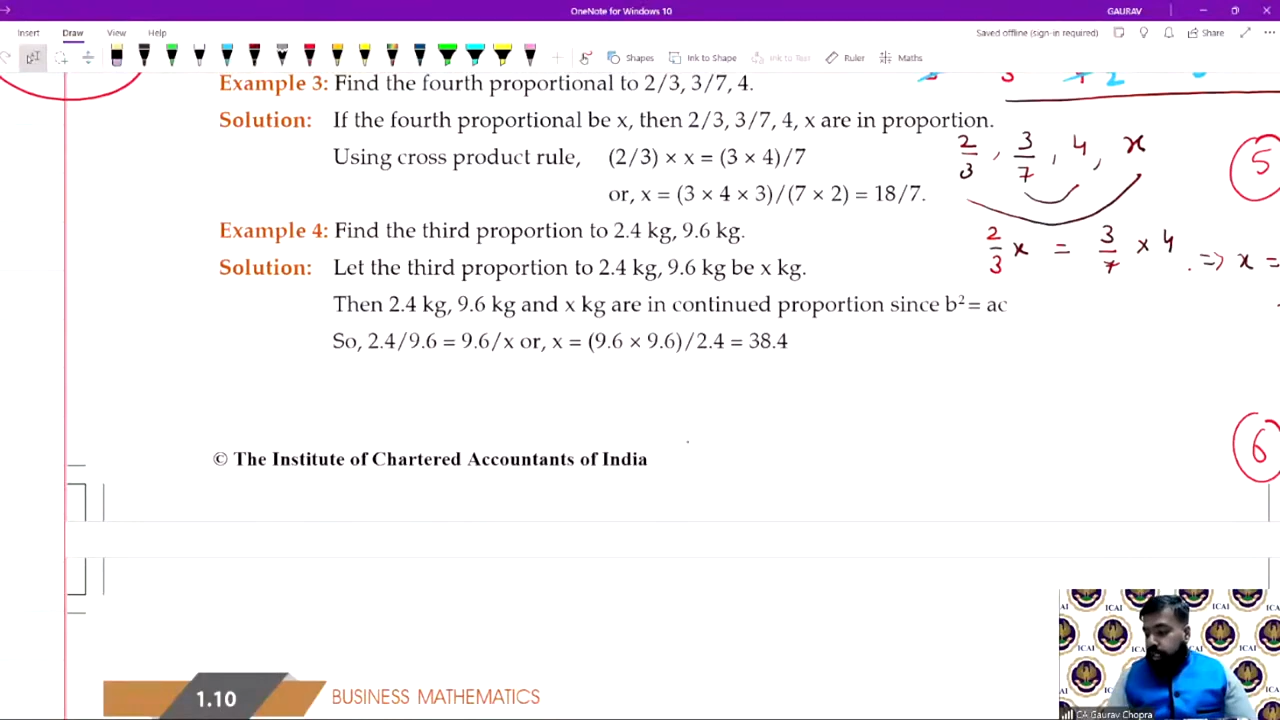 OneNote for Windows 10
GAURAV
Insert Draw View Help
Saved offline (sign-in required) Share
Shapes Ink to Shape Ink to Text Ruler Maths
Example 3: Find the fourth proportional to 2/3, 3/7, 4.
Solution: If the fourth proportional be x, then 2/3, 3/7, 4, x are in proportion.
Using cross product rule, (2/3) × x = (3 × 4)/7
or, x = (3 × 4 × 3)/(7 × 2) = 18/7.
2/3, 3/7, 4, x
5
Example 4: Find the third proportion to 2.4 kg, 9.6 kg.
2/3 x = 3/7 × 4 => x =
Solution: Let the third proportion to 2.4 kg, 9.6 kg be x kg.
Then 2.4 kg, 9.6 kg and x kg are in continued proportion since b² = ac
So, 2.4/9.6 = 9.6/x or, x = (9.6 × 9.6)/2.4 = 38.4
6
© The Institute of Chartered Accountants of India
1.10 BUSINESS MATHEMATICS
ICAI
CA Gaurav Chopra